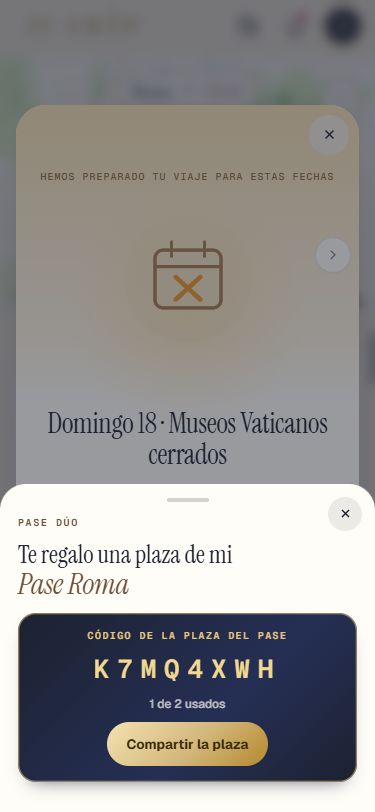 HEMOS PREPARADO TU VIAJE PARA ESTAS FECHAS
Domingo 18 · Museos Vaticanos
cerrados
PASE DÚO
Te regalo una plaza de mi
Pase Roma
CÓDIGO DE LA PLAZA DEL PASE
K7MQ4XWH
1 de 2 usados
Compartir la plaza